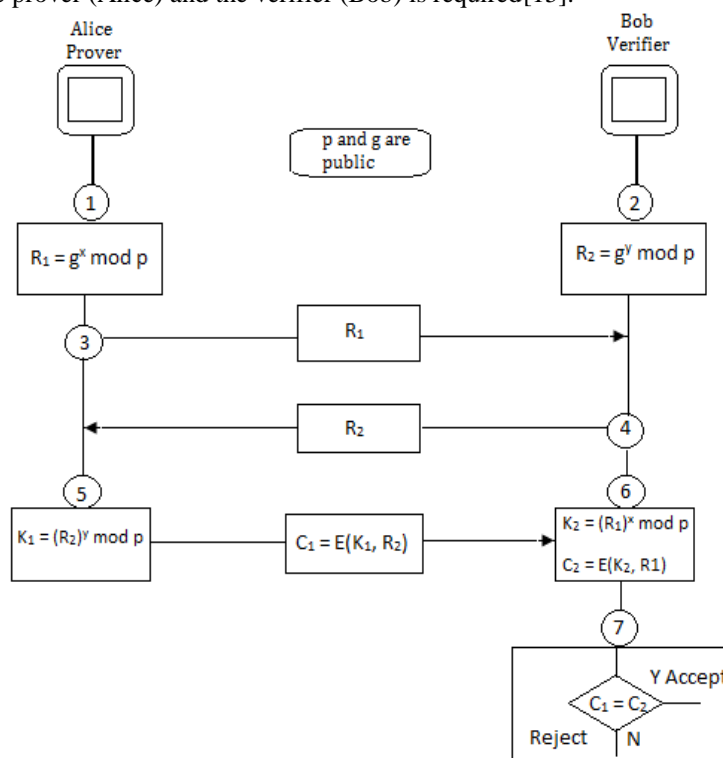 prover (Alice) and the verifier (Bob) is required[15].
Alice
Prover
Bob
Verifier
p and g are
public
1
2
R₁ = gˣ mod p
R₂ = gʸ mod p
3
R₁
R₂
4
5
6
K₁ = (R₂)ʸ mod p
C₁ = E(K₁, R₂)
K₂ = (R₁)ˣ mod p
C₂ = E(K₂, R1)
7
Y Accept
C₁ = C₂
Reject
N